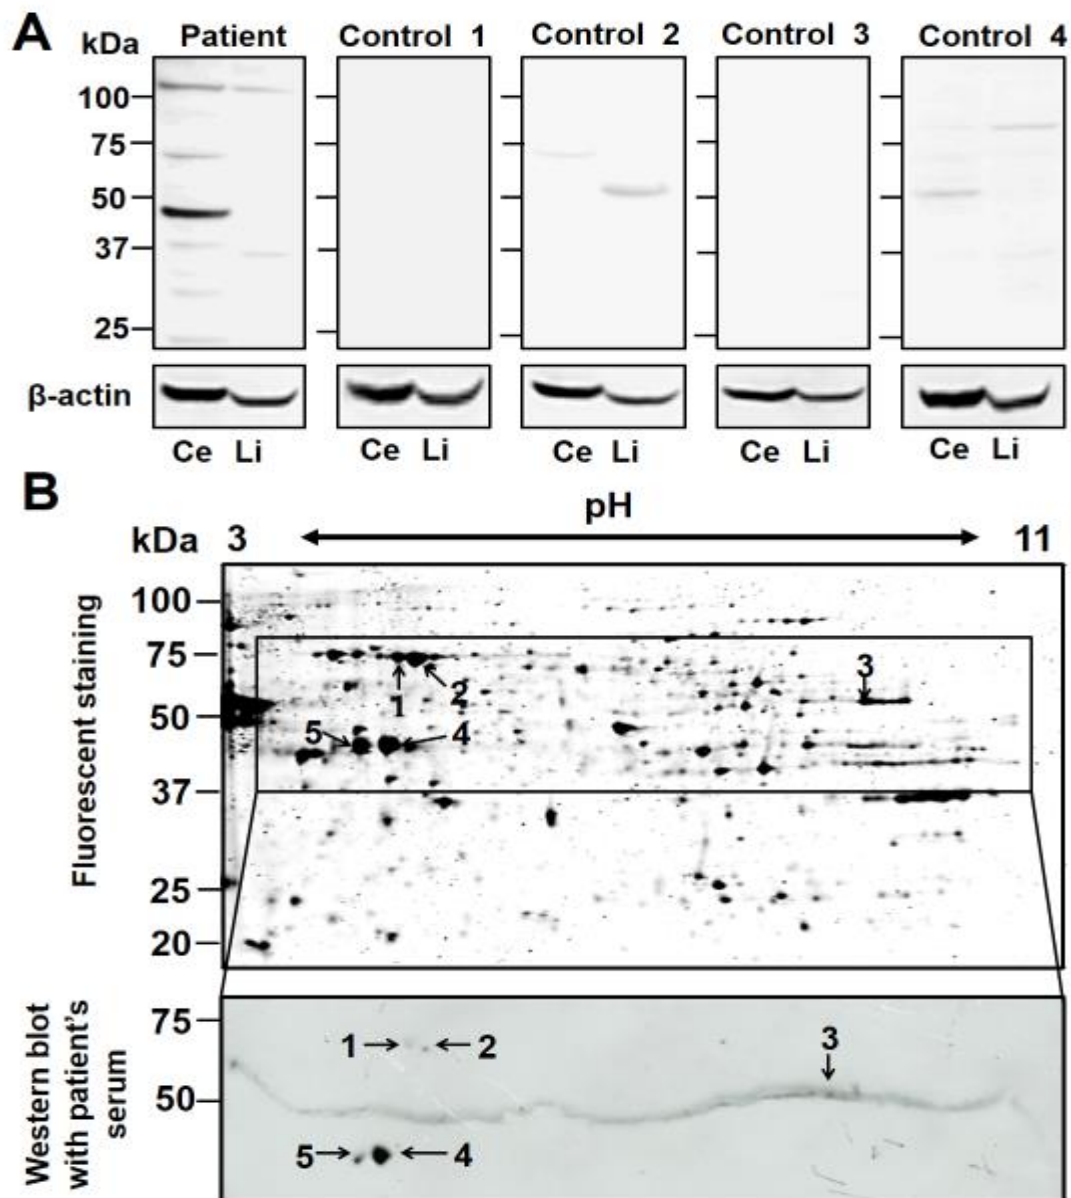 A
kDa
Patient
Control 1
Control 2
Control 3
Control 4
100
75
50
37
25
β-actin
Ce Li
Ce Li
Ce Li
Ce Li
Ce Li
B
pH
kDa 3
11
Fluorescent staining
100
75
50
37
25
20
1
2
3
5
4
Western blot
with patient's
serum
75
50
1
2
3
5
4